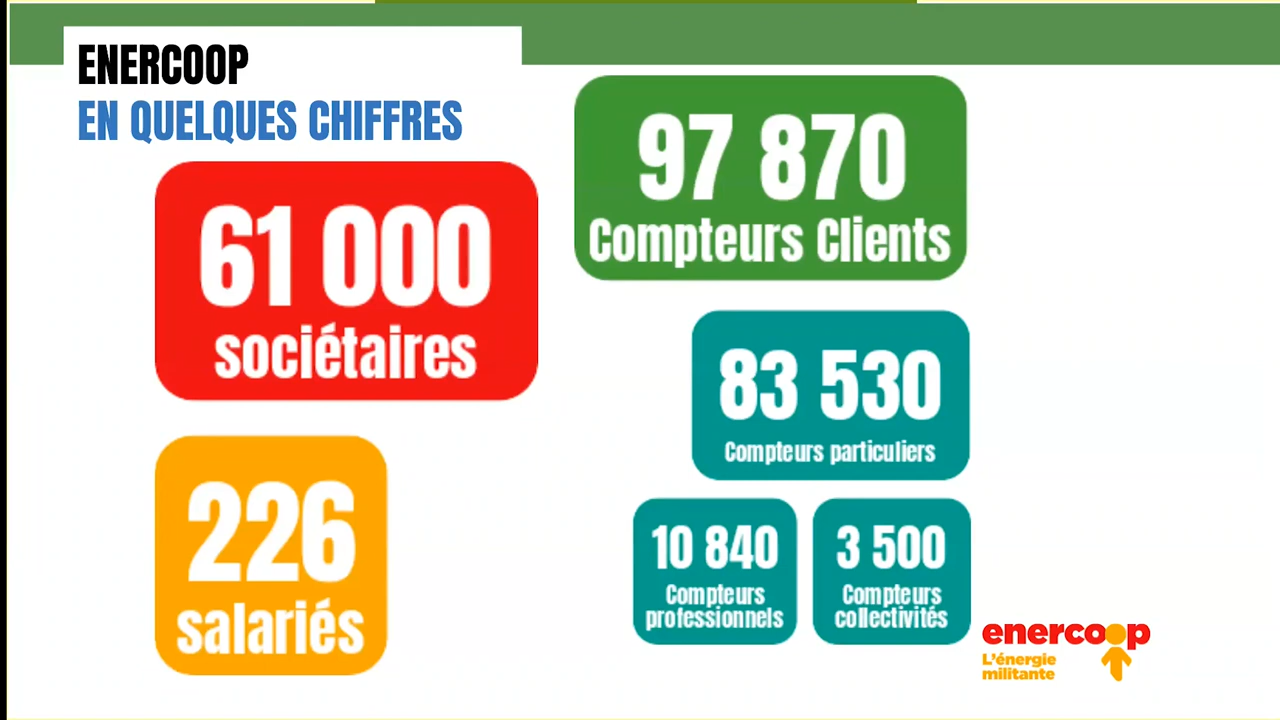 ENERCOOP
EN QUELQUES CHIFFRES
61 000
sociétaires
226
salariés
97 870
Compteurs Clients
83 530
Compteurs particuliers
10 840
Compteurs
professionnels
3 500
Compteurs
collectivités
enercoop
L'énergie
militante